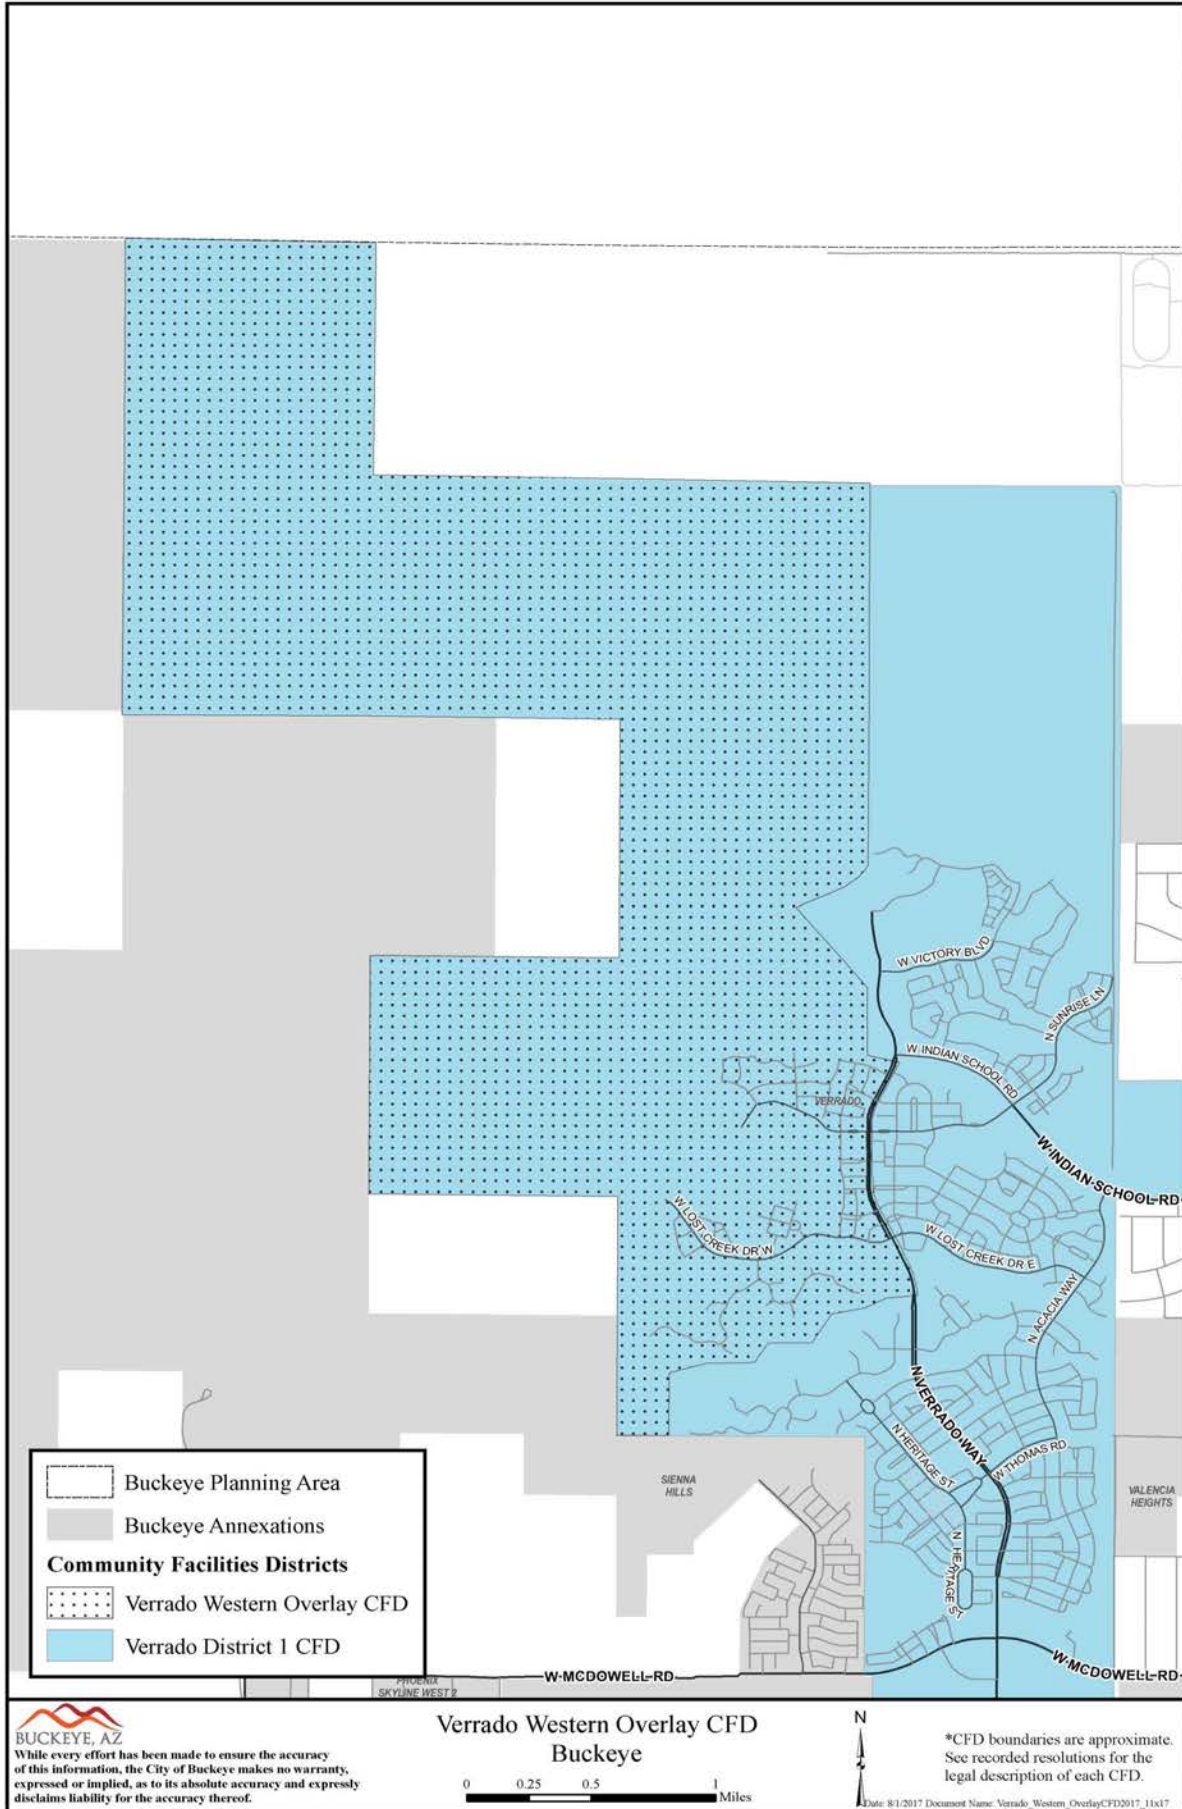 W VICTORY BLVD
N SUNRISE LN
W INDIAN SCHOOL RD
VERRADO
W INDIAN SCHOOL RD
W LOST CREEK DR W
W LOST CREEK DR E
N ACACIA WAY
N VERRADO WAY
N HERITAGE ST
W THOMAS RD
SIENNA
HILLS
VALENCIA
HEIGHTS
N HERITAGE ST
W MCDOWELL RD
W MCDOWELL RD
PHOENIX
SKYLINE WEST 2
Buckeye Planning Area
Buckeye Annexations
Community Facilities Districts
Verrado Western Overlay CFD
Verrado District 1 CFD
BUCKEYE, AZ
While every effort has been made to ensure the accuracy
of this information, the City of Buckeye makes no warranty,
expressed or implied, as to its absolute accuracy and expressly
disclaims liability for the accuracy thereof.
Verrado Western Overlay CFD
Buckeye
0 0.25 0.5 1
Miles
N
*CFD boundaries are approximate.
See recorded resolutions for the
legal description of each CFD.
Date: 8/1/2017 Document Name: Verrado_Western_OverlayCFD2017_11x17